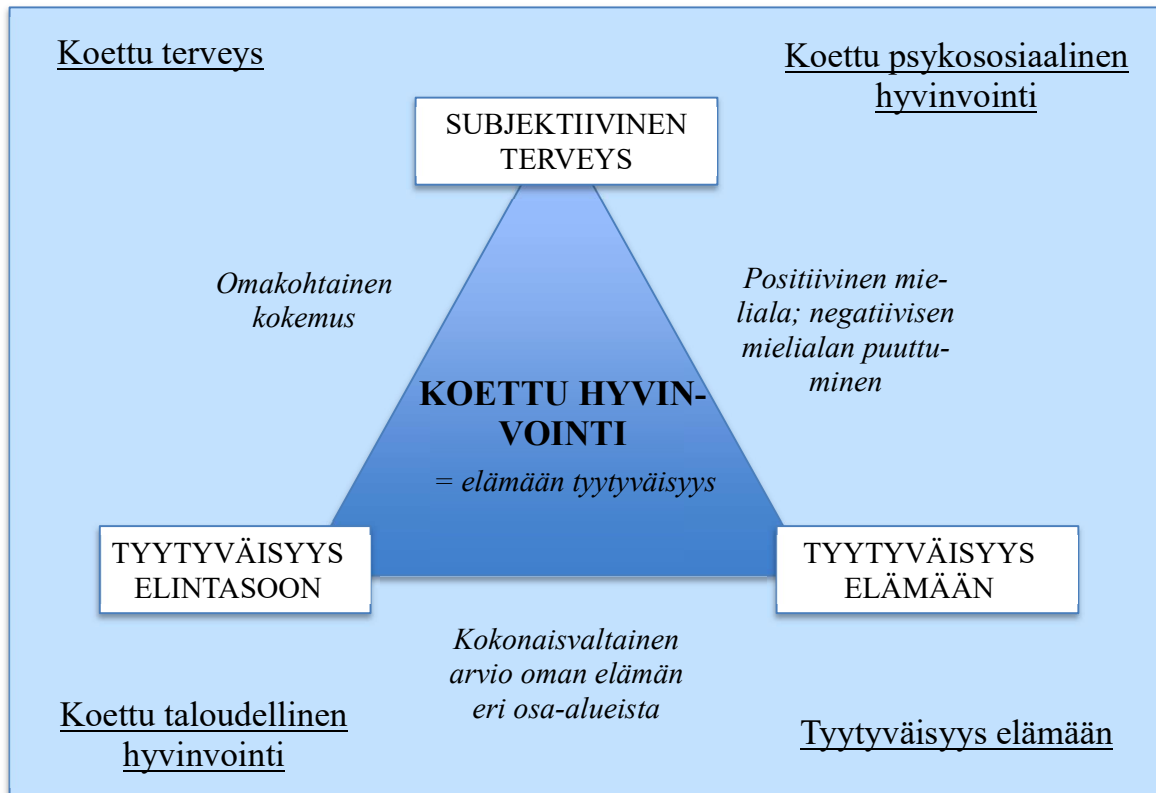 Koettu terveys
Koettu psykososiaalinen
hyvinvointi
SUBJEKTIIVINEN
TERVEYS
Omakohtainen
kokemus
Positiivinen mie-
liala; negatiivisen
mielialan puuttu-
minen
KOETTU HYVIN-
VOINTI
= elämään tyytyväisyys
TYYTYVÄISYYS
ELINTASOON
TYYTYVÄISYYS
ELÄMÄÄN
Kokonaisvaltainen
arvio oman elämän
eri osa-alueista
Koettu taloudellinen
hyvinvointi
Tyytyväisyys elämään